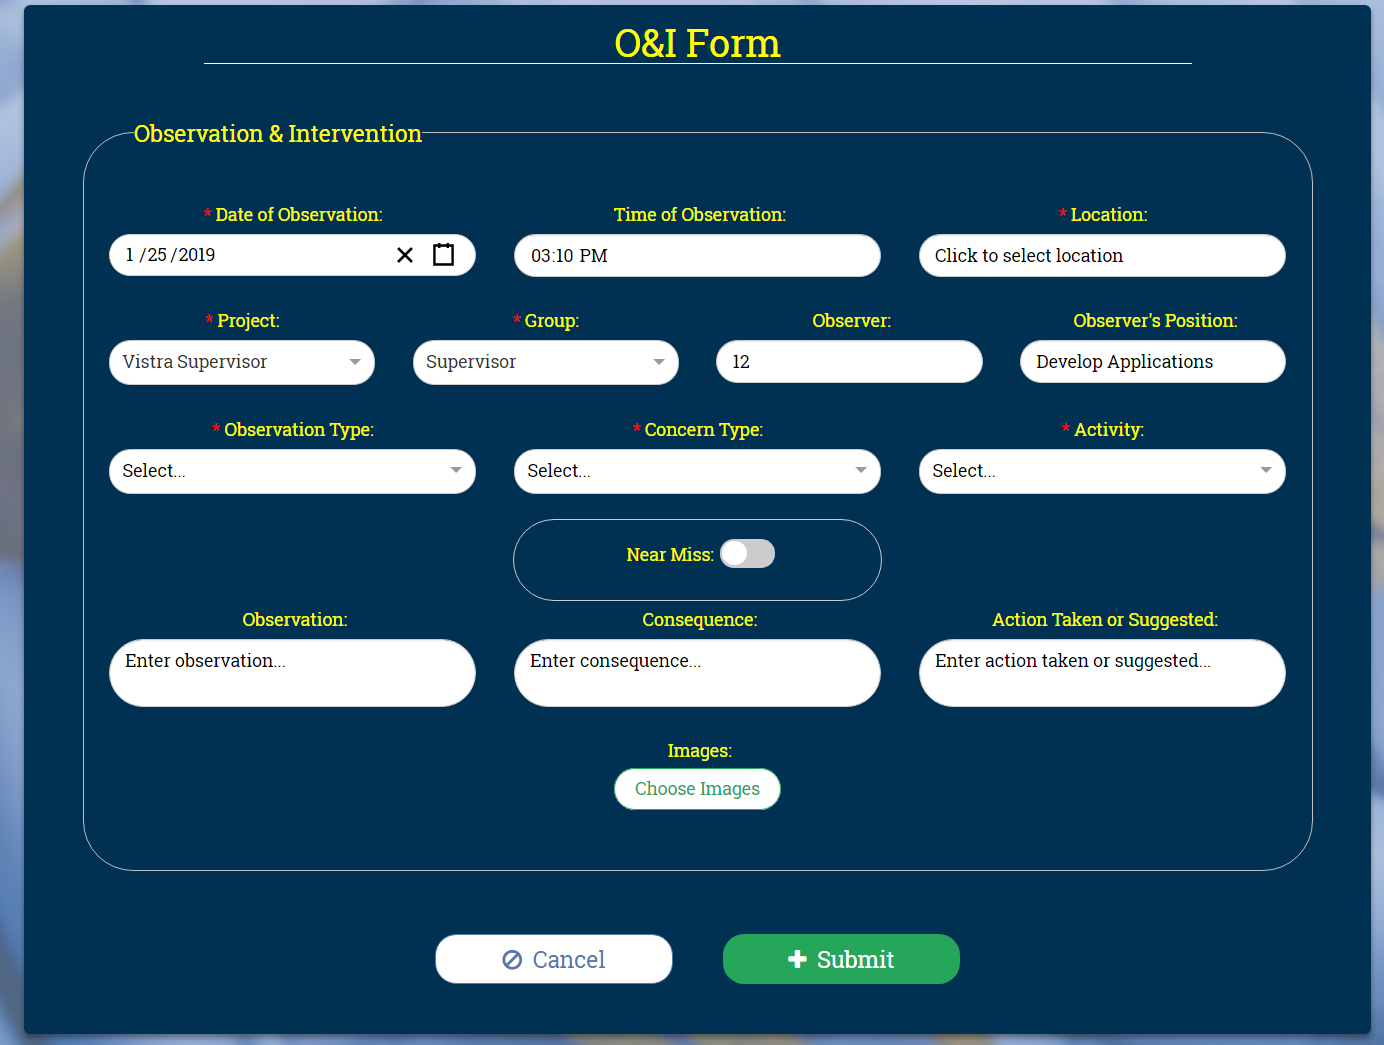 O&I Form
Observation & Intervention
* Date of Observation: Time of Observation: * Location:
1 /25 /2019 03:10 PM Click to select location
* Project: * Group: Observer: Observer's Position:
Vistra Supervisor Supervisor 12 Develop Applications
* Observation Type: * Concern Type: * Activity:
Select... Select... Select...
Near Miss:
Observation: Consequence: Action Taken or Suggested:
Enter observation... Enter consequence... Enter action taken or suggested...
Images:
Choose Images
Cancel Submit